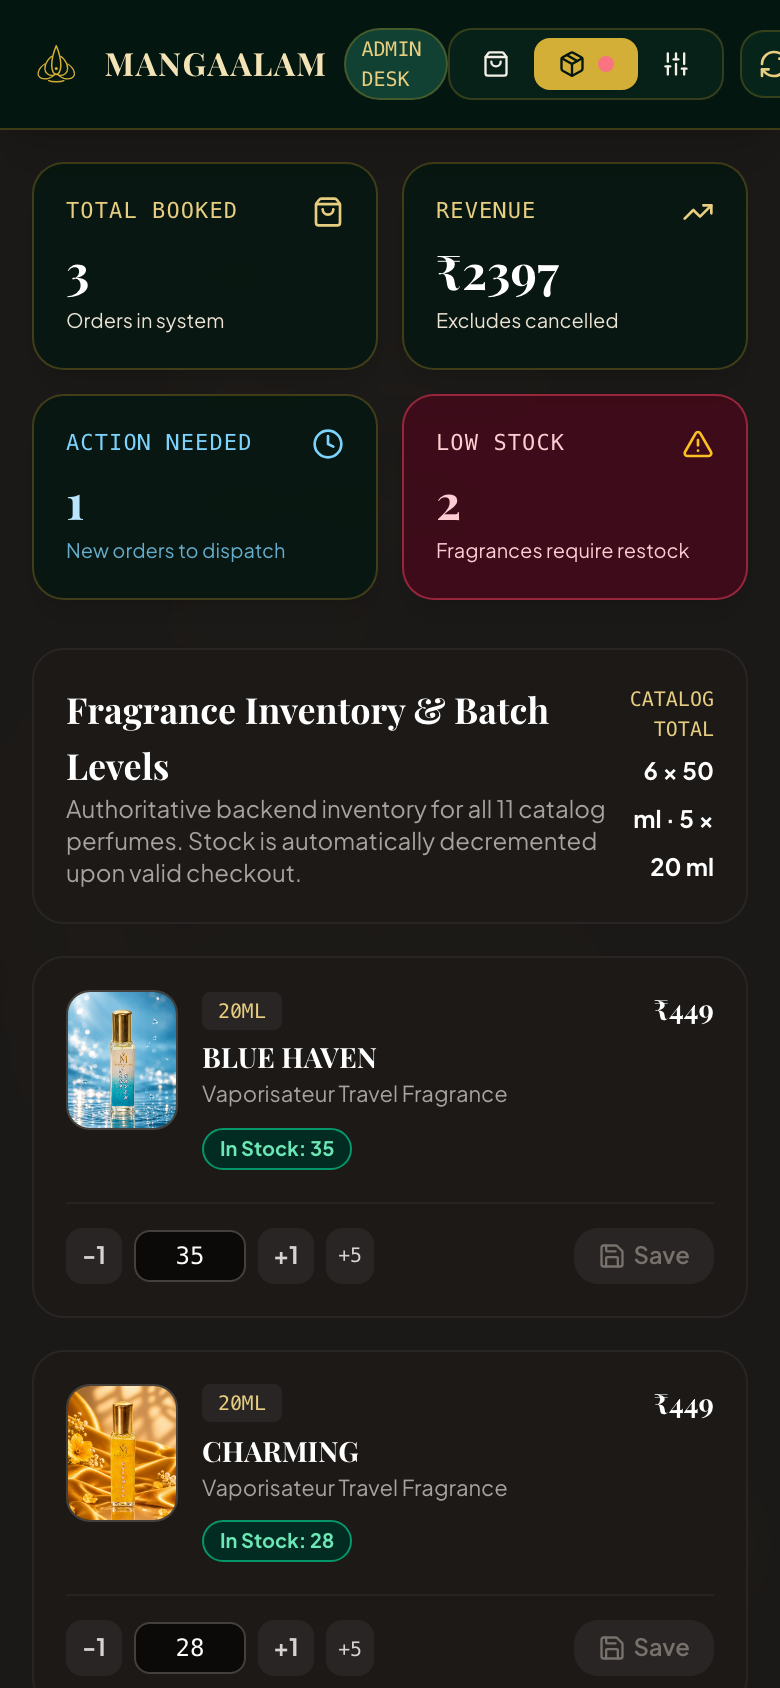 MANGAALAM
ADMIN
DESK
TOTAL BOOKED
3
Orders in system
REVENUE
₹2397
Excludes cancelled
ACTION NEEDED
1
New orders to dispatch
LOW STOCK
2
Fragrances require restock
Fragrance Inventory & Batch
Levels
Authoritative backend inventory for all 11 catalog
perfumes. Stock is automatically decremented
upon valid checkout.
CATALOG
TOTAL
6 × 50
ml · 5 ×
20 ml
20ML
₹449
BLUE HAVEN
Vaporisateur Travel Fragrance
In Stock: 35
-1
35
+1
+5
Save
20ML
₹449
CHARMING
Vaporisateur Travel Fragrance
In Stock: 28
-1
28
+1
+5
Save